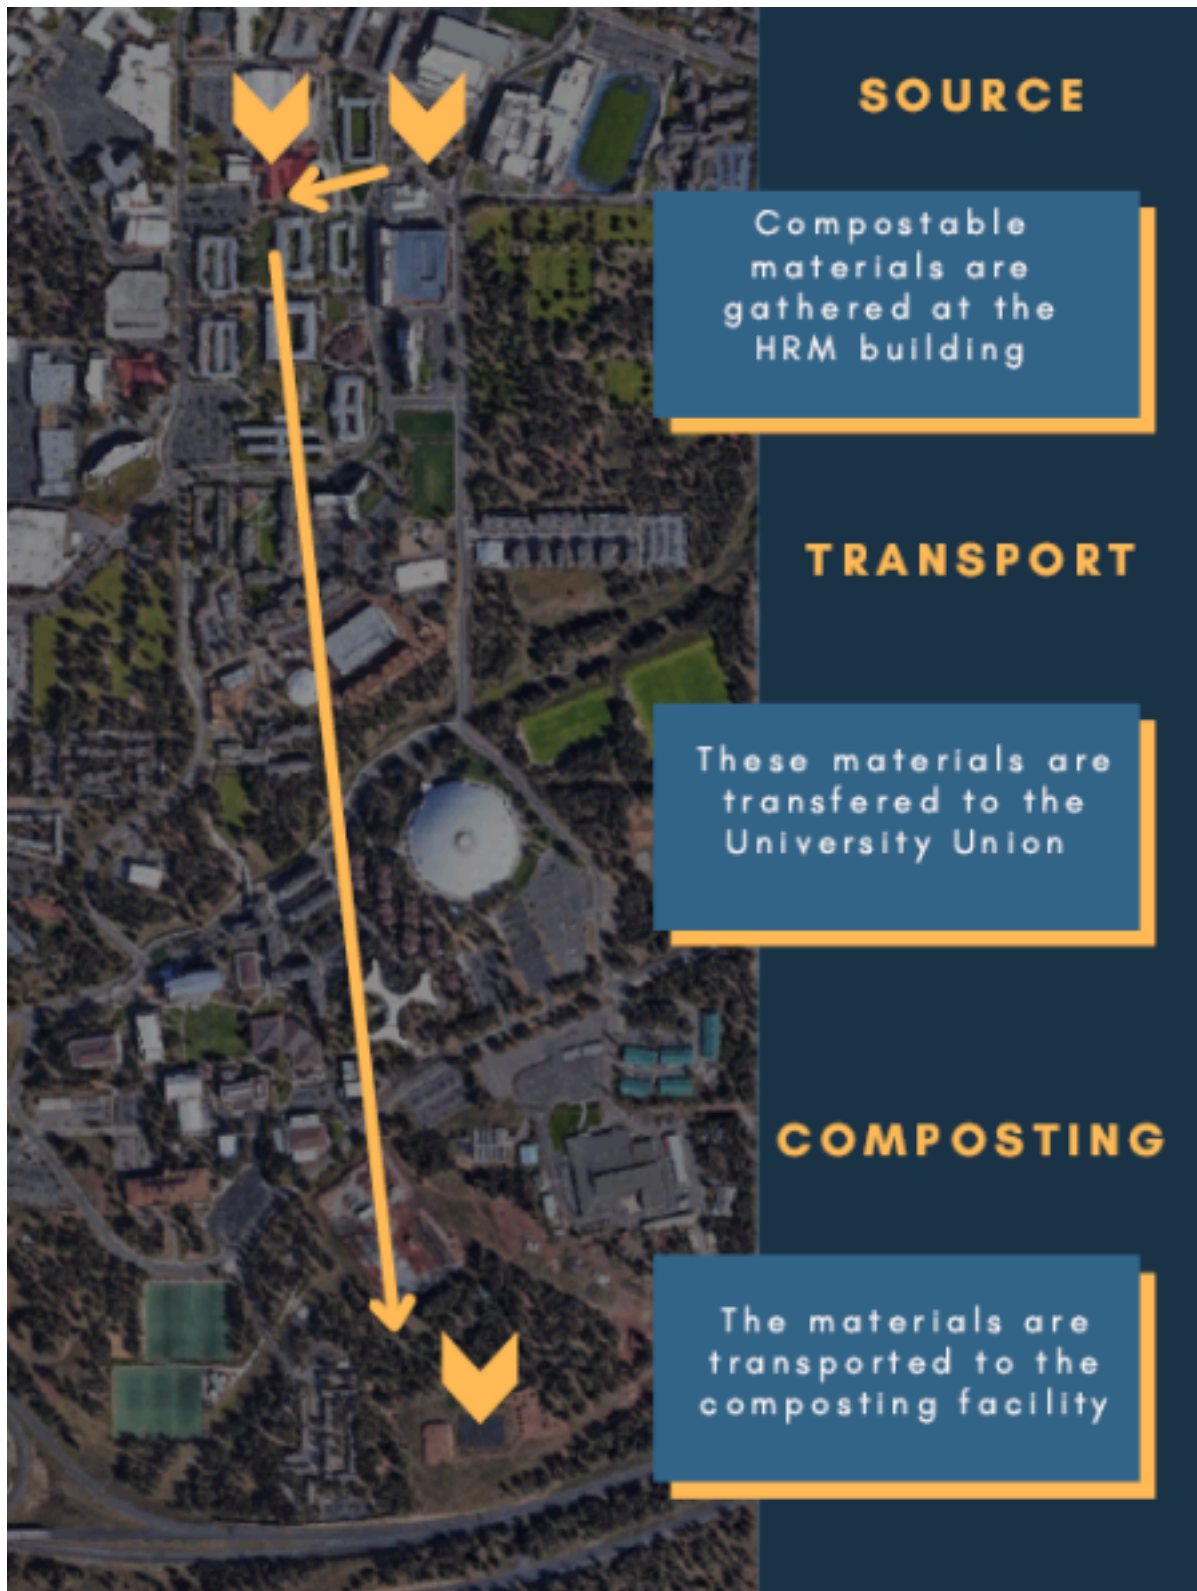 SOURCE
Compostable
materials are
gathered at the
HRM building
TRANSPORT
These materials are
transfered to the
University Union
COMPOSTING
The materials are
transported to the
composting facility